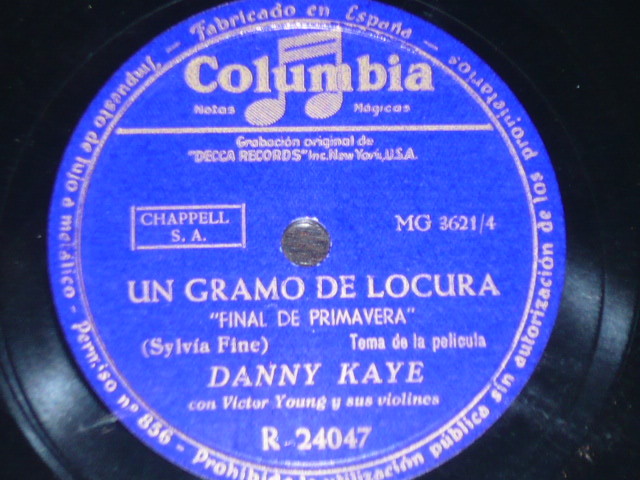 Fabricado en España
Columbia
Notas Mágicas
Grabación original de
"DECCA RECORDS" Inc. New York, U.S.A.
CHAPPELL
S. A.
MG 3621/4
UN GRAMO DE LOCURA
"FINAL DE PRIMAVERA"
(Sylvia Fine) Tema de la película
DANNY KAYE
con Victor Young y sus violines
R-24047
Impuesto de lujo a metálico - Permiso nº 856 - Prohibida la utilización pública sin autorización de los propietarios